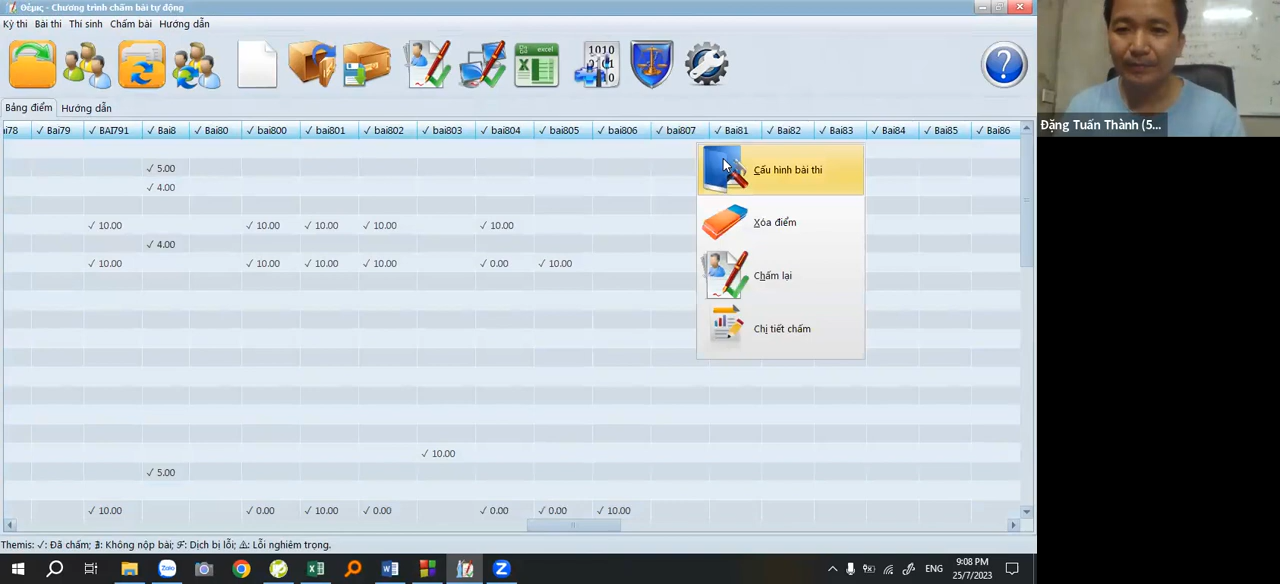 Θέμις - Chương trình chấm bài tự động
Kỳ thi Bài thi Thí sinh Chấm bài Hướng dẫn
excel
1010
Bảng điểm Hướng dẫn
ai78 ✓ Bai79 ✓ BAI791 ✓ Bai8 ✓ Bai80 ✓ bai800 ✓ bai801 ✓ bai802 ✓ bai803 ✓ bai804 ✓ bai805 ✓ bai806 ✓ bai807 ✓ Bai81 ✓ Bai82 ✓ Bai83 ✓ Bai84 ✓ Bai85 ✓ Bai86
✓ 5.00
✓ 4.00
✓ 10.00 ✓ 10.00 ✓ 10.00 ✓ 10.00 ✓ 10.00
✓ 4.00
✓ 10.00 ✓ 10.00 ✓ 10.00 ✓ 10.00 ✓ 0.00 ✓ 10.00
✓ 10.00
✓ 5.00
✓ 10.00 ✓ 0.00 ✓ 10.00 ✓ 0.00 ✓ 0.00 ✓ 0.00 ✓ 10.00
Cấu hình bài thi
Xóa điểm
Chấm lại
Chị tiết chấm
Themis: √: Đã chấm; ∄: Không nộp bài; ℱ: Dịch bị lỗi; ⚠: Lỗi nghiêm trọng.
Đặng Tuấn Thành (5...
Zalo
ENG
9:08 PM
25/7/2023